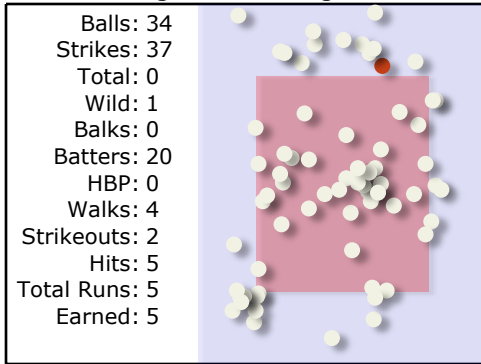 Balls: 34
Strikes: 37
Total: 0
Wild: 1
Balks: 0
Batters: 20
HBP: 0
Walks: 4
Strikeouts: 2
Hits: 5
Total Runs: 5
Earned: 5